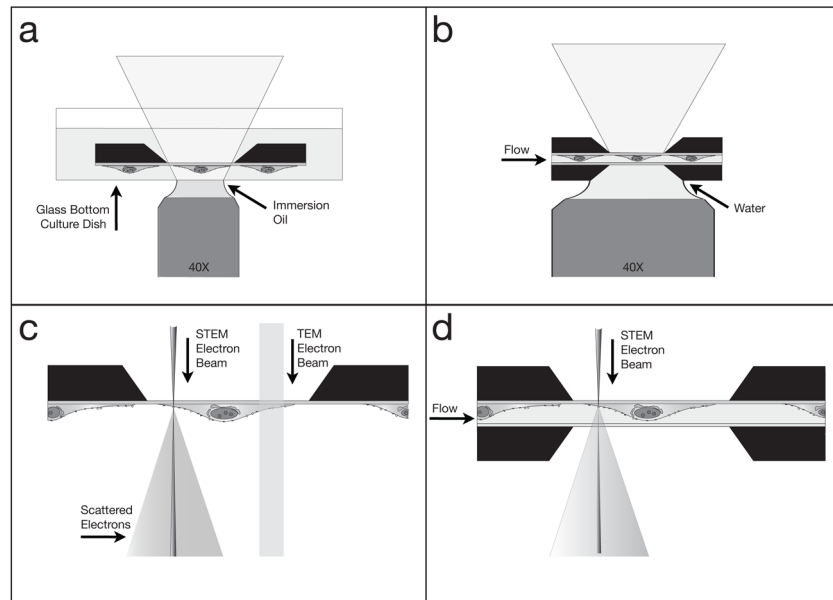 a
Glass Bottom
Culture Dish
Immersion
Oil
40X
b
Flow
Water
40X
c
STEM
Electron
Beam
TEM
Electron
Beam
Scattered
Electrons
d
STEM
Electron
Beam
Flow